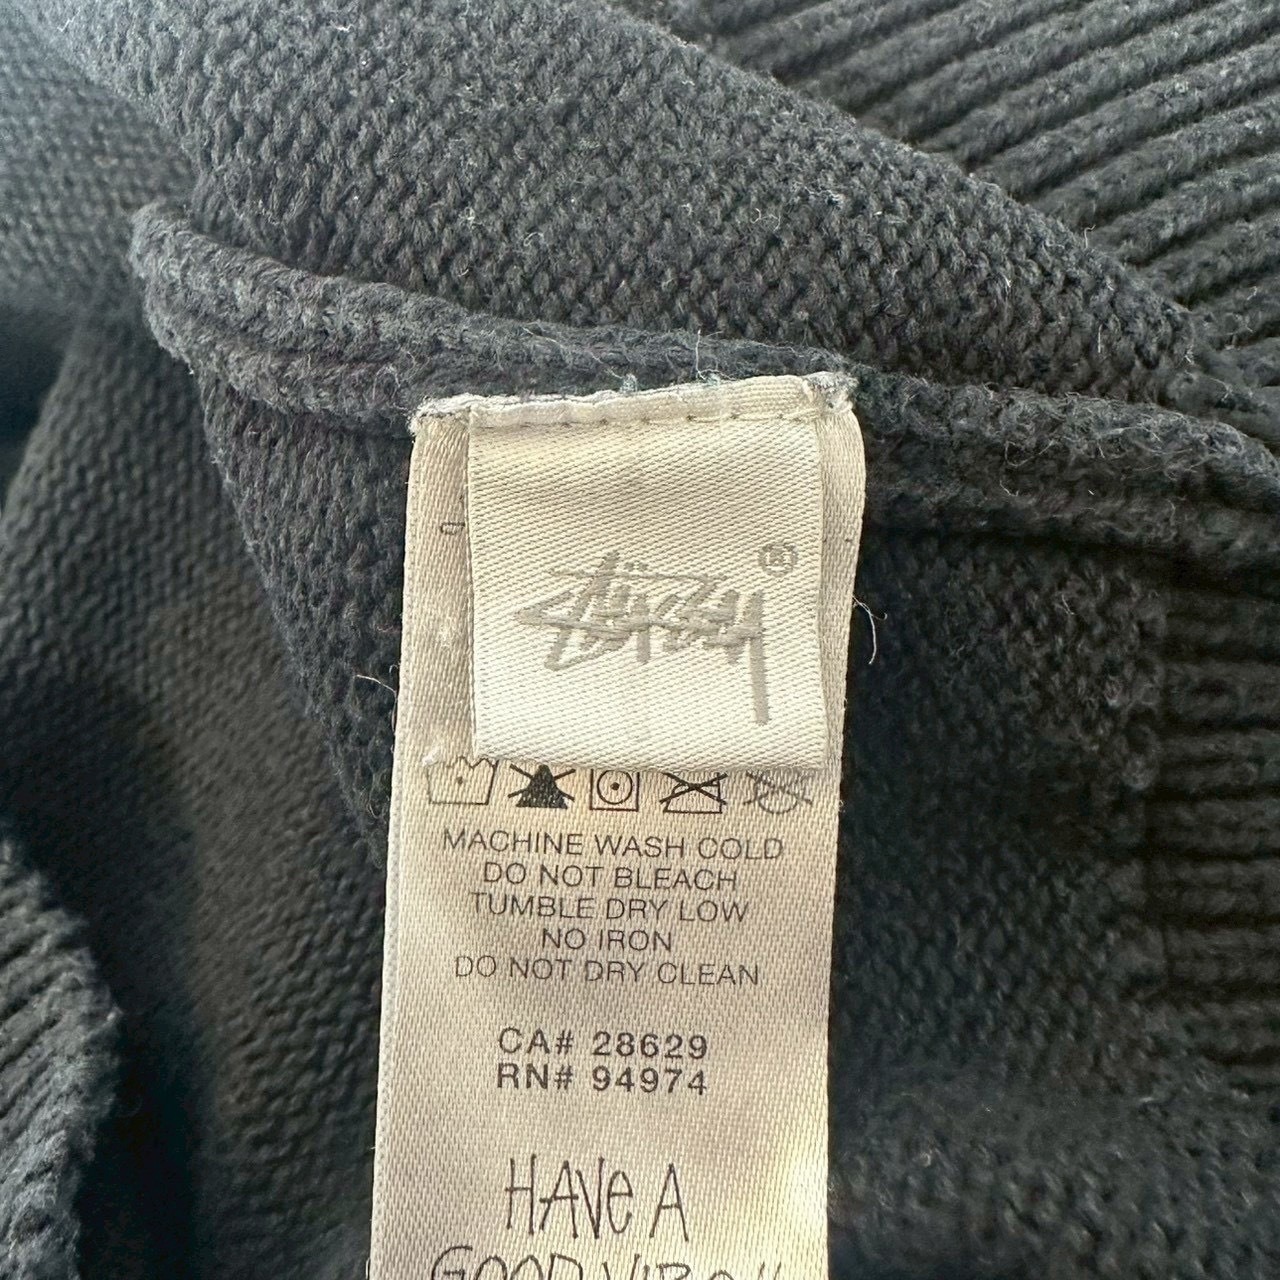 Stüssy ®
MACHINE WASH COLD
DO NOT BLEACH
TUMBLE DRY LOW
NO IRON
DO NOT DRY CLEAN
CA# 28629
RN# 94974
HAVE A
GOOD